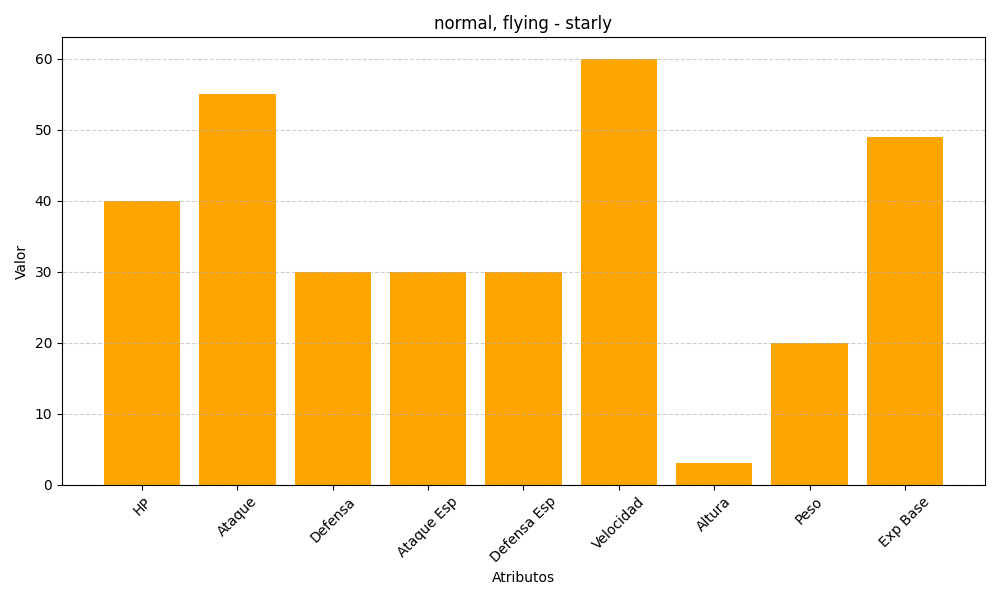 normal, flying - starly
Valor
60
50
40
30
20
10
0
HP
Ataque
Defensa
Ataque Esp
Defensa Esp
Velocidad
Altura
Peso
Exp Base
Atributos